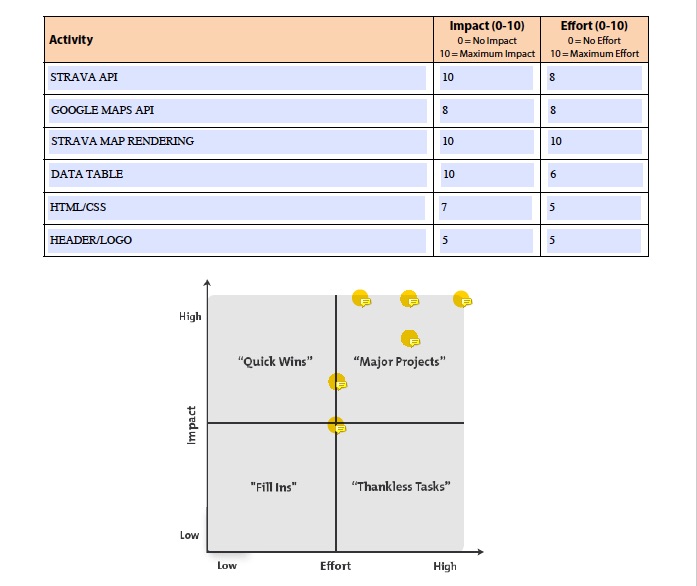 Activity
Impact (0-10)
0 = No Impact
10 = Maximum Impact
Effort (0-10)
0 = No Effort
10 = Maximum Effort
STRAVA API 10 8
GOOGLE MAPS API 8 8
STRAVA MAP RENDERING 10 10
DATA TABLE 10 6
HTML/CSS 7 5
HEADER/LOGO 5 5
High
“Quick Wins” “Major Projects”
Impact
"Fill Ins" “Thankless Tasks”
Low
Low Effort High